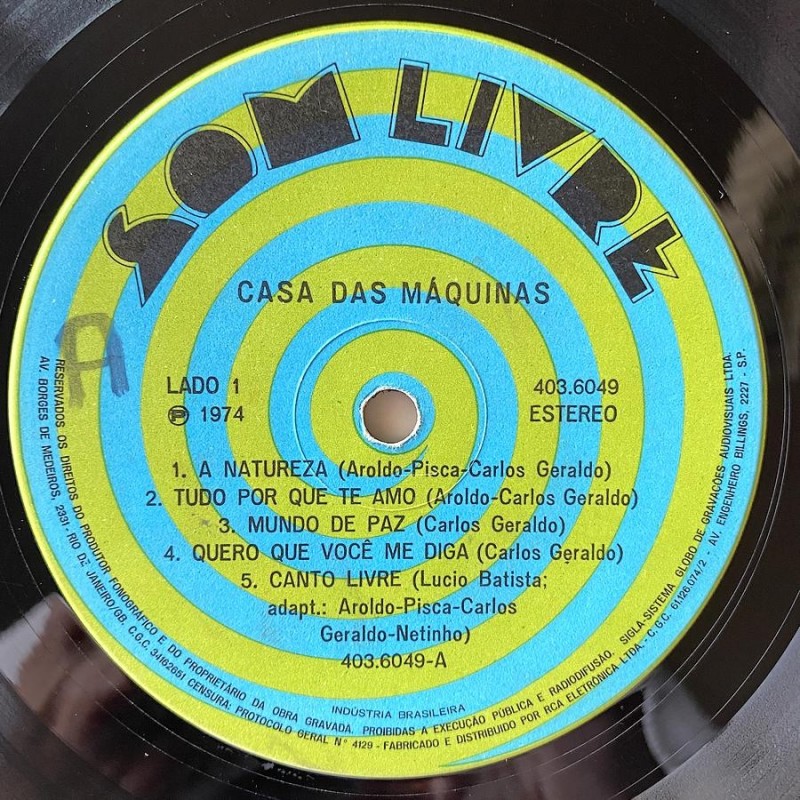 SOM LIVRE
CASA DAS MÁQUINAS
A
LADO 1
℗ 1974
403.6049
ESTEREO
1. A NATUREZA (Aroldo-Pisca-Carlos Geraldo)
2. TUDO POR QUE TE AMO (Aroldo-Carlos Geraldo)
3. MUNDO DE PAZ (Carlos Geraldo)
4. QUERO QUE VOCÊ ME DIGA (Carlos Geraldo)
5. CANTO LIVRE (Lucio Batista;
adapt.: Aroldo-Pisca-Carlos
Geraldo-Netinho)
403.6049-A
INDÚSTRIA BRASILEIRA
RESERVADOS OS DIREITOS DO PRODUTOR FONOGRÁFICO E DO PROPRIETÁRIO DA OBRA GRAVADA. PROIBIDAS A EXECUÇÃO PÚBLICA E RADIODIFUSÃO. SIGLA-SISTEMA GLOBO DE GRAVAÇÕES AUDIOVISUAIS LTDA
AV. BORGES DE MEDEIROS, 2331-RIO DE JANEIRO/GB. C.G.C. 34162651 CENSURA: PROTOCOLO GERAL Nº 4129 - FABRICADO E DISTRIBUIDO POR RCA ELETRÔNICA LTDA. - C.G.C. 61.126.074/2 - AV. ENGENHEIRO BILLINGS, 2227 - S.P.